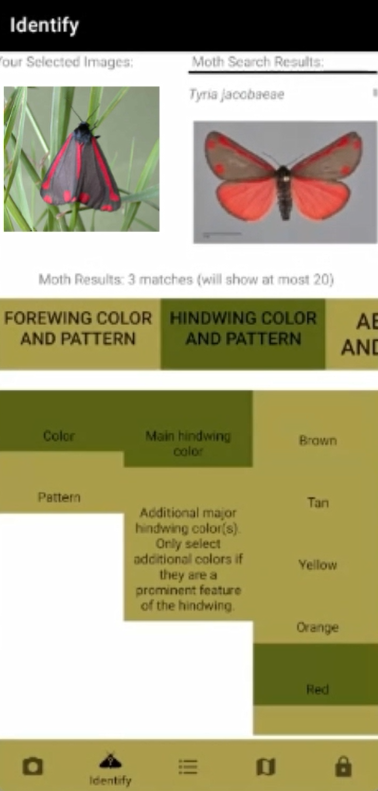 Identify
Your Selected Images:
Moth Search Results:
Tyria jacobaeae
Moth Results: 3 matches (will show at most 20)
FOREWING COLOR
AND PATTERN
HINDWING COLOR
AND PATTERN
Color
Pattern
Main hindwing
color
Additional major
hindwing color(s).
Only select
additional colors if
they are a
prominent feature
of the hindwing.
Brown
Tan
Yellow
Orange
Red
Identify